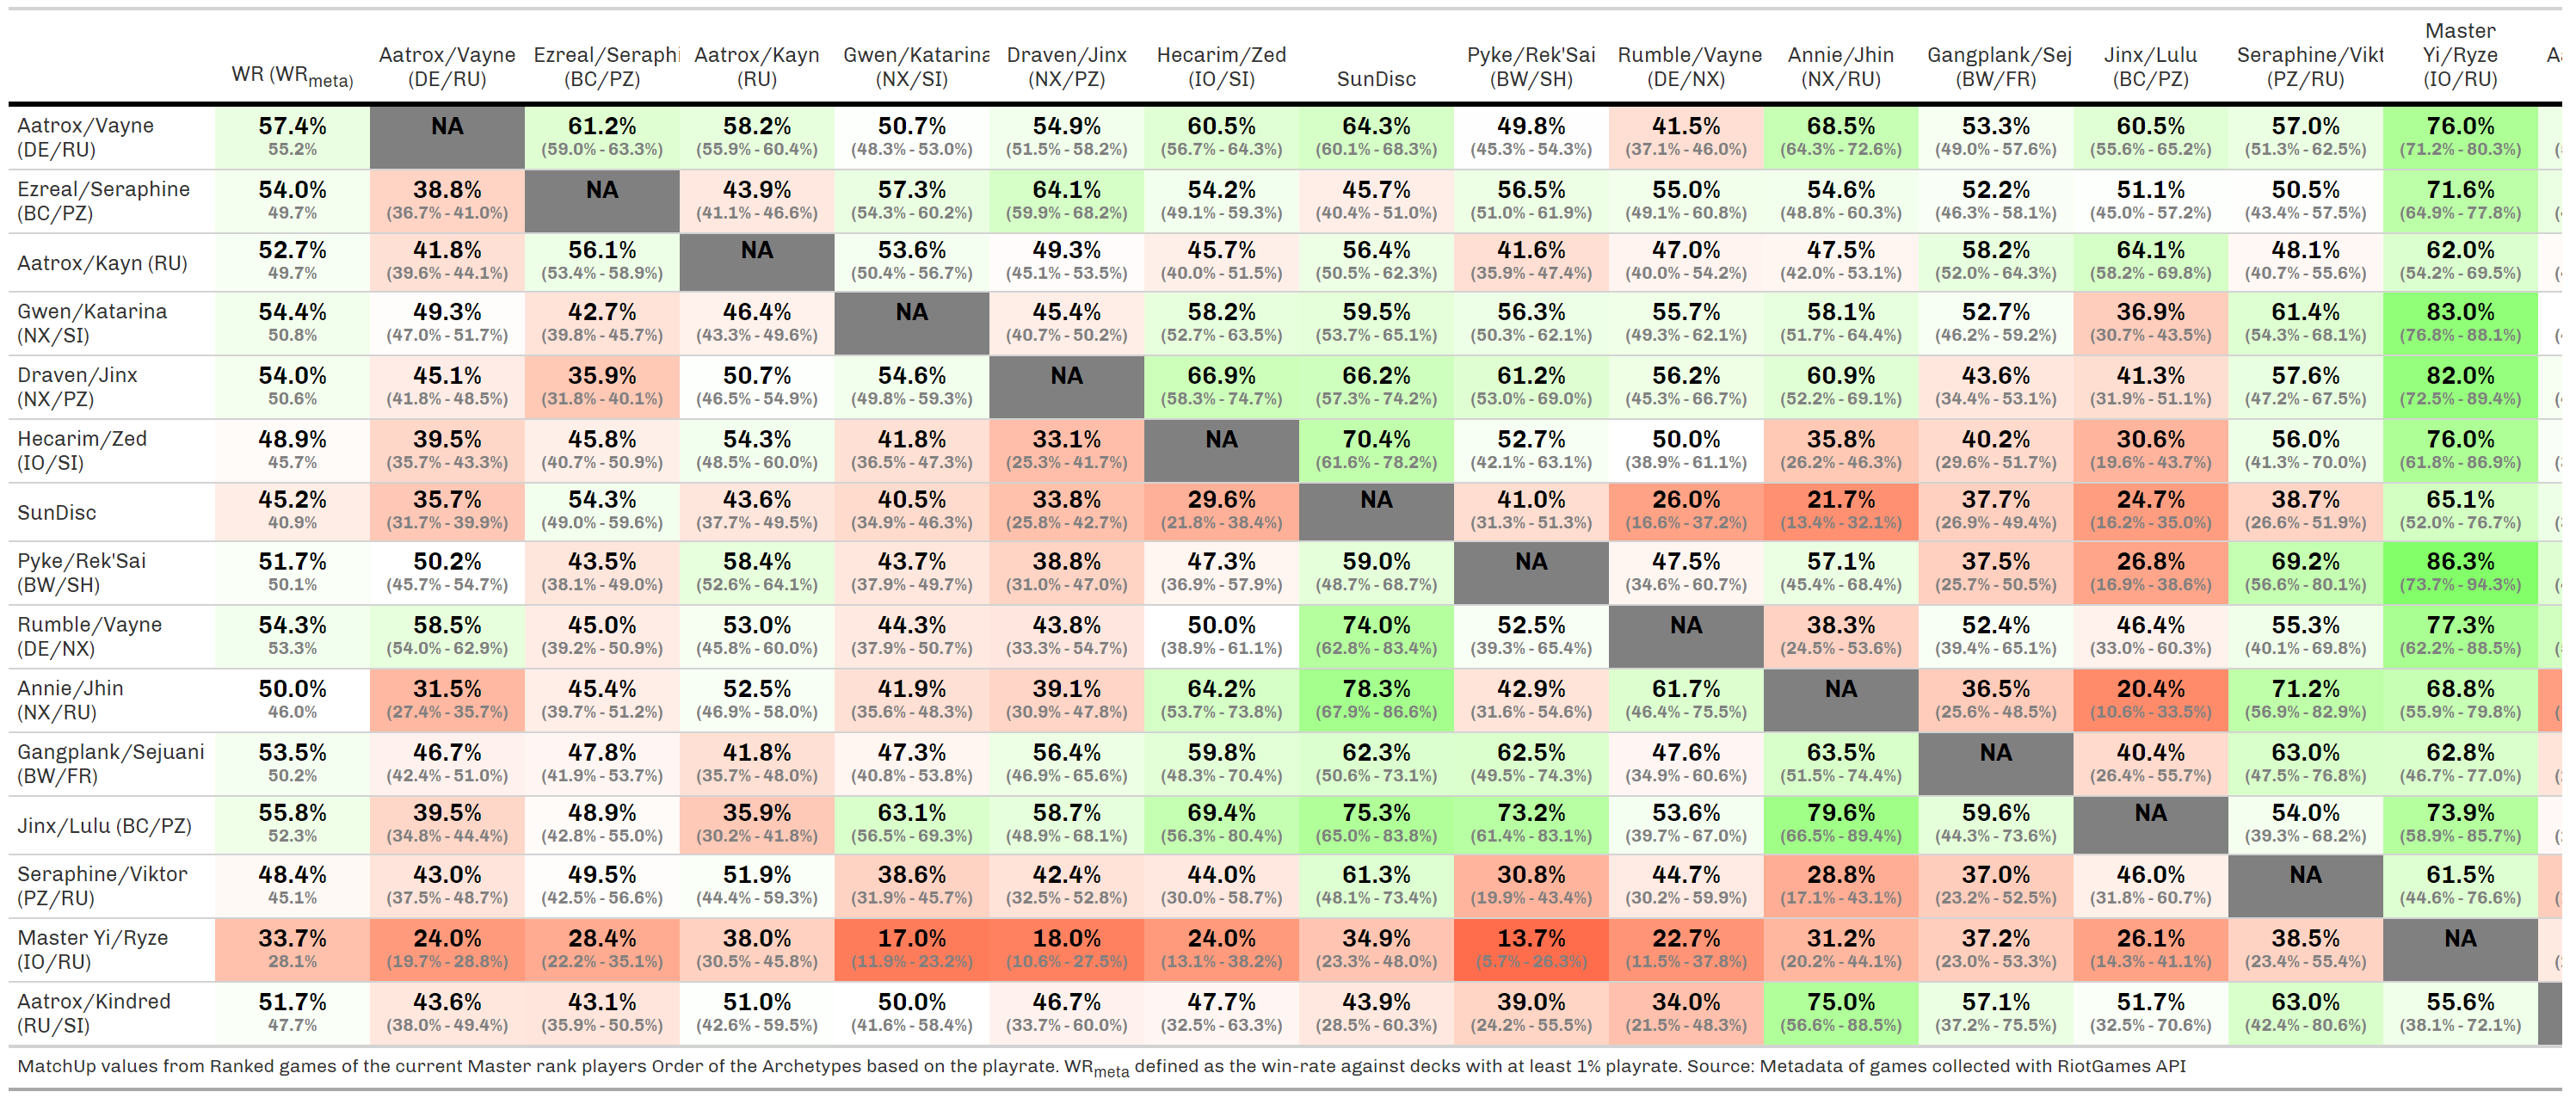 Master
Aatrox/Vayne Ezreal/Seraphi Aatrox/Kayn Gwen/Katarina Draven/Jinx Hecarim/Zed Pyke/Rek'Sai Rumble/Vayne Annie/Jhin Gangplank/Sej Jinx/Lulu Seraphine/Vikt Yi/Ryze
WR (WRmeta) (DE/RU) (BC/PZ) (RU) (NX/SI) (NX/PZ) (IO/SI) SunDisc (BW/SH) (DE/NX) (NX/RU) (BW/FR) (BC/PZ) (PZ/RU) (IO/RU)
Aatrox/Vayne 57.4% NA 61.2% 58.2% 50.7% 54.9% 60.5% 64.3% 49.8% 41.5% 68.5% 53.3% 60.5% 57.0% 76.0%
(DE/RU) 55.2% (59.0% - 63.3%) (55.9% - 60.4%) (48.3% - 53.0%) (51.5% - 58.2%) (56.7% - 64.3%) (60.1% - 68.3%) (45.3% - 54.3%) (37.1% - 46.0%) (64.3% - 72.6%) (49.0% - 57.6%) (55.6% - 65.2%) (51.3% - 62.5%) (71.2% - 80.3%)
Ezreal/Seraphine 54.0% 38.8% NA 43.9% 57.3% 64.1% 54.2% 45.7% 56.5% 55.0% 54.6% 52.2% 51.1% 50.5% 71.6%
(BC/PZ) 49.7% (36.7% - 41.0%) (41.1% - 46.6%) (54.3% - 60.2%) (59.9% - 68.2%) (49.1% - 59.3%) (40.4% - 51.0%) (51.0% - 61.9%) (49.1% - 60.8%) (48.8% - 60.3%) (46.3% - 58.1%) (45.0% - 57.2%) (43.4% - 57.5%) (64.9% - 77.8%)
Aatrox/Kayn (RU) 52.7% 41.8% 56.1% NA 53.6% 49.3% 45.7% 56.4% 41.6% 47.0% 47.5% 58.2% 64.1% 48.1% 62.0%
49.7% (39.6% - 44.1%) (53.4% - 58.9%) (50.4% - 56.7%) (45.1% - 53.5%) (40.0% - 51.5%) (50.5% - 62.3%) (35.9% - 47.4%) (40.0% - 54.2%) (42.0% - 53.1%) (52.0% - 64.3%) (58.2% - 69.8%) (40.7% - 55.6%) (54.2% - 69.5%)
Gwen/Katarina 54.4% 49.3% 42.7% 46.4% NA 45.4% 58.2% 59.5% 56.3% 55.7% 58.1% 52.7% 36.9% 61.4% 83.0%
(NX/SI) 50.8% (47.0% - 51.7%) (39.8% - 45.7%) (43.3% - 49.6%) (40.7% - 50.2%) (52.7% - 63.5%) (53.7% - 65.1%) (50.3% - 62.1%) (49.3% - 62.1%) (51.7% - 64.4%) (46.2% - 59.2%) (30.7% - 43.5%) (54.3% - 68.1%) (76.8% - 88.1%)
Draven/Jinx 54.0% 45.1% 35.9% 50.7% 54.6% NA 66.9% 66.2% 61.2% 56.2% 60.9% 43.6% 41.3% 57.6% 82.0%
(NX/PZ) 50.6% (41.8% - 48.5%) (31.8% - 40.1%) (46.5% - 54.9%) (49.8% - 59.3%) (58.3% - 74.7%) (57.3% - 74.2%) (53.0% - 69.0%) (45.3% - 66.7%) (52.2% - 69.1%) (34.4% - 53.1%) (31.9% - 51.1%) (47.2% - 67.5%) (72.5% - 89.4%)
Hecarim/Zed 48.9% 39.5% 45.8% 54.3% 41.8% 33.1% NA 70.4% 52.7% 50.0% 35.8% 40.2% 30.6% 56.0% 76.0%
(IO/SI) 45.7% (35.7% - 43.3%) (40.7% - 50.9%) (48.5% - 60.0%) (36.5% - 47.3%) (25.3% - 41.7%) (61.6% - 78.2%) (42.1% - 63.1%) (38.9% - 61.1%) (26.2% - 46.3%) (29.6% - 51.7%) (19.6% - 43.7%) (41.3% - 70.0%) (61.8% - 86.9%)
SunDisc 45.2% 35.7% 54.3% 43.6% 40.5% 33.8% 29.6% NA 41.0% 26.0% 21.7% 37.7% 24.7% 38.7% 65.1%
40.9% (31.7% - 39.9%) (49.0% - 59.6%) (37.7% - 49.5%) (34.9% - 46.3%) (25.8% - 42.7%) (21.8% - 38.4%) (31.3% - 51.3%) (16.6% - 37.2%) (13.4% - 32.1%) (26.9% - 49.4%) (16.2% - 35.0%) (26.6% - 51.9%) (52.0% - 76.7%)
Pyke/Rek'Sai 51.7% 50.2% 43.5% 58.4% 43.7% 38.8% 47.3% 59.0% NA 47.5% 57.1% 37.5% 26.8% 69.2% 86.3%
(BW/SH) 50.1% (45.7% - 54.7%) (38.1% - 49.0%) (52.6% - 64.1%) (37.9% - 49.7%) (31.0% - 47.0%) (36.9% - 57.9%) (48.7% - 68.7%) (34.6% - 60.7%) (45.4% - 68.4%) (25.7% - 50.5%) (16.9% - 38.6%) (56.6% - 80.1%) (73.7% - 94.3%)
Rumble/Vayne 54.3% 58.5% 45.0% 53.0% 44.3% 43.8% 50.0% 74.0% 52.5% NA 38.3% 52.4% 46.4% 55.3% 77.3%
(DE/NX) 53.3% (54.0% - 62.9%) (39.2% - 50.9%) (45.8% - 60.0%) (37.9% - 50.7%) (33.3% - 54.7%) (38.9% - 61.1%) (62.8% - 83.4%) (39.3% - 65.4%) (24.5% - 53.6%) (39.4% - 65.1%) (33.0% - 60.3%) (40.1% - 69.8%) (62.2% - 88.5%)
Annie/Jhin 50.0% 31.5% 45.4% 52.5% 41.9% 39.1% 64.2% 78.3% 42.9% 61.7% NA 36.5% 20.4% 71.2% 68.8%
(NX/RU) 46.0% (27.4% - 35.7%) (39.7% - 51.2%) (46.9% - 58.0%) (35.6% - 48.3%) (30.9% - 47.8%) (53.7% - 73.8%) (67.9% - 86.6%) (31.6% - 54.6%) (46.4% - 75.5%) (25.6% - 48.5%) (10.6% - 33.5%) (56.9% - 82.9%) (55.9% - 79.8%)
Gangplank/Sejuani 53.5% 46.7% 47.8% 41.8% 47.3% 56.4% 59.8% 62.3% 62.5% 47.6% 63.5% NA 40.4% 63.0% 62.8%
(BW/FR) 50.2% (42.4% - 51.0%) (41.9% - 53.7%) (35.7% - 48.0%) (40.8% - 53.8%) (46.9% - 65.6%) (48.3% - 70.4%) (50.6% - 73.1%) (49.5% - 74.3%) (34.9% - 60.6%) (51.5% - 74.4%) (26.4% - 55.7%) (47.5% - 76.8%) (46.7% - 77.0%)
Jinx/Lulu (BC/PZ) 55.8% 39.5% 48.9% 35.9% 63.1% 58.7% 69.4% 75.3% 73.2% 53.6% 79.6% 59.6% NA 54.0% 73.9%
52.3% (34.8% - 44.4%) (42.8% - 55.0%) (30.2% - 41.8%) (56.5% - 69.3%) (48.9% - 68.1%) (56.3% - 80.4%) (65.0% - 83.8%) (61.4% - 83.1%) (39.7% - 67.0%) (66.5% - 89.4%) (44.3% - 73.6%) (39.3% - 68.2%) (58.9% - 85.7%)
Seraphine/Viktor 48.4% 43.0% 49.5% 51.9% 38.6% 42.4% 44.0% 61.3% 30.8% 44.7% 28.8% 37.0% 46.0% NA 61.5%
(PZ/RU) 45.1% (37.5% - 48.7%) (42.5% - 56.6%) (44.4% - 59.3%) (31.9% - 45.7%) (32.5% - 52.8%) (30.0% - 58.7%) (48.1% - 73.4%) (19.9% - 43.4%) (30.2% - 59.9%) (17.1% - 43.1%) (23.2% - 52.5%) (31.8% - 60.7%) (44.6% - 76.6%)
Master Yi/Ryze 33.7% 24.0% 28.4% 38.0% 17.0% 18.0% 24.0% 34.9% 13.7% 22.7% 31.2% 37.2% 26.1% 38.5% NA
(IO/RU) 28.1% (19.7% - 28.8%) (22.2% - 35.1%) (30.5% - 45.8%) (11.9% - 23.2%) (10.6% - 27.5%) (13.1% - 38.2%) (23.3% - 48.0%) (5.7% - 26.3%) (11.5% - 37.8%) (20.2% - 44.1%) (23.0% - 53.3%) (14.3% - 41.1%) (23.4% - 55.4%)
Aatrox/Kindred 51.7% 43.6% 43.1% 51.0% 50.0% 46.7% 47.7% 43.9% 39.0% 34.0% 75.0% 57.1% 51.7% 63.0% 55.6%
(RU/SI) 47.7% (38.0% - 49.4%) (35.9% - 50.5%) (42.6% - 59.5%) (41.6% - 58.4%) (33.7% - 60.0%) (32.5% - 63.3%) (28.5% - 60.3%) (24.2% - 55.5%) (21.5% - 48.3%) (56.6% - 88.5%) (37.2% - 75.5%) (32.5% - 70.6%) (42.4% - 80.6%) (38.1% - 72.1%)
MatchUp values from Ranked games of the current Master rank players Order of the Archetypes based on the playrate. WRmeta defined as the win-rate against decks with at least 1% playrate. Source: Metadata of games collected with RiotGames API